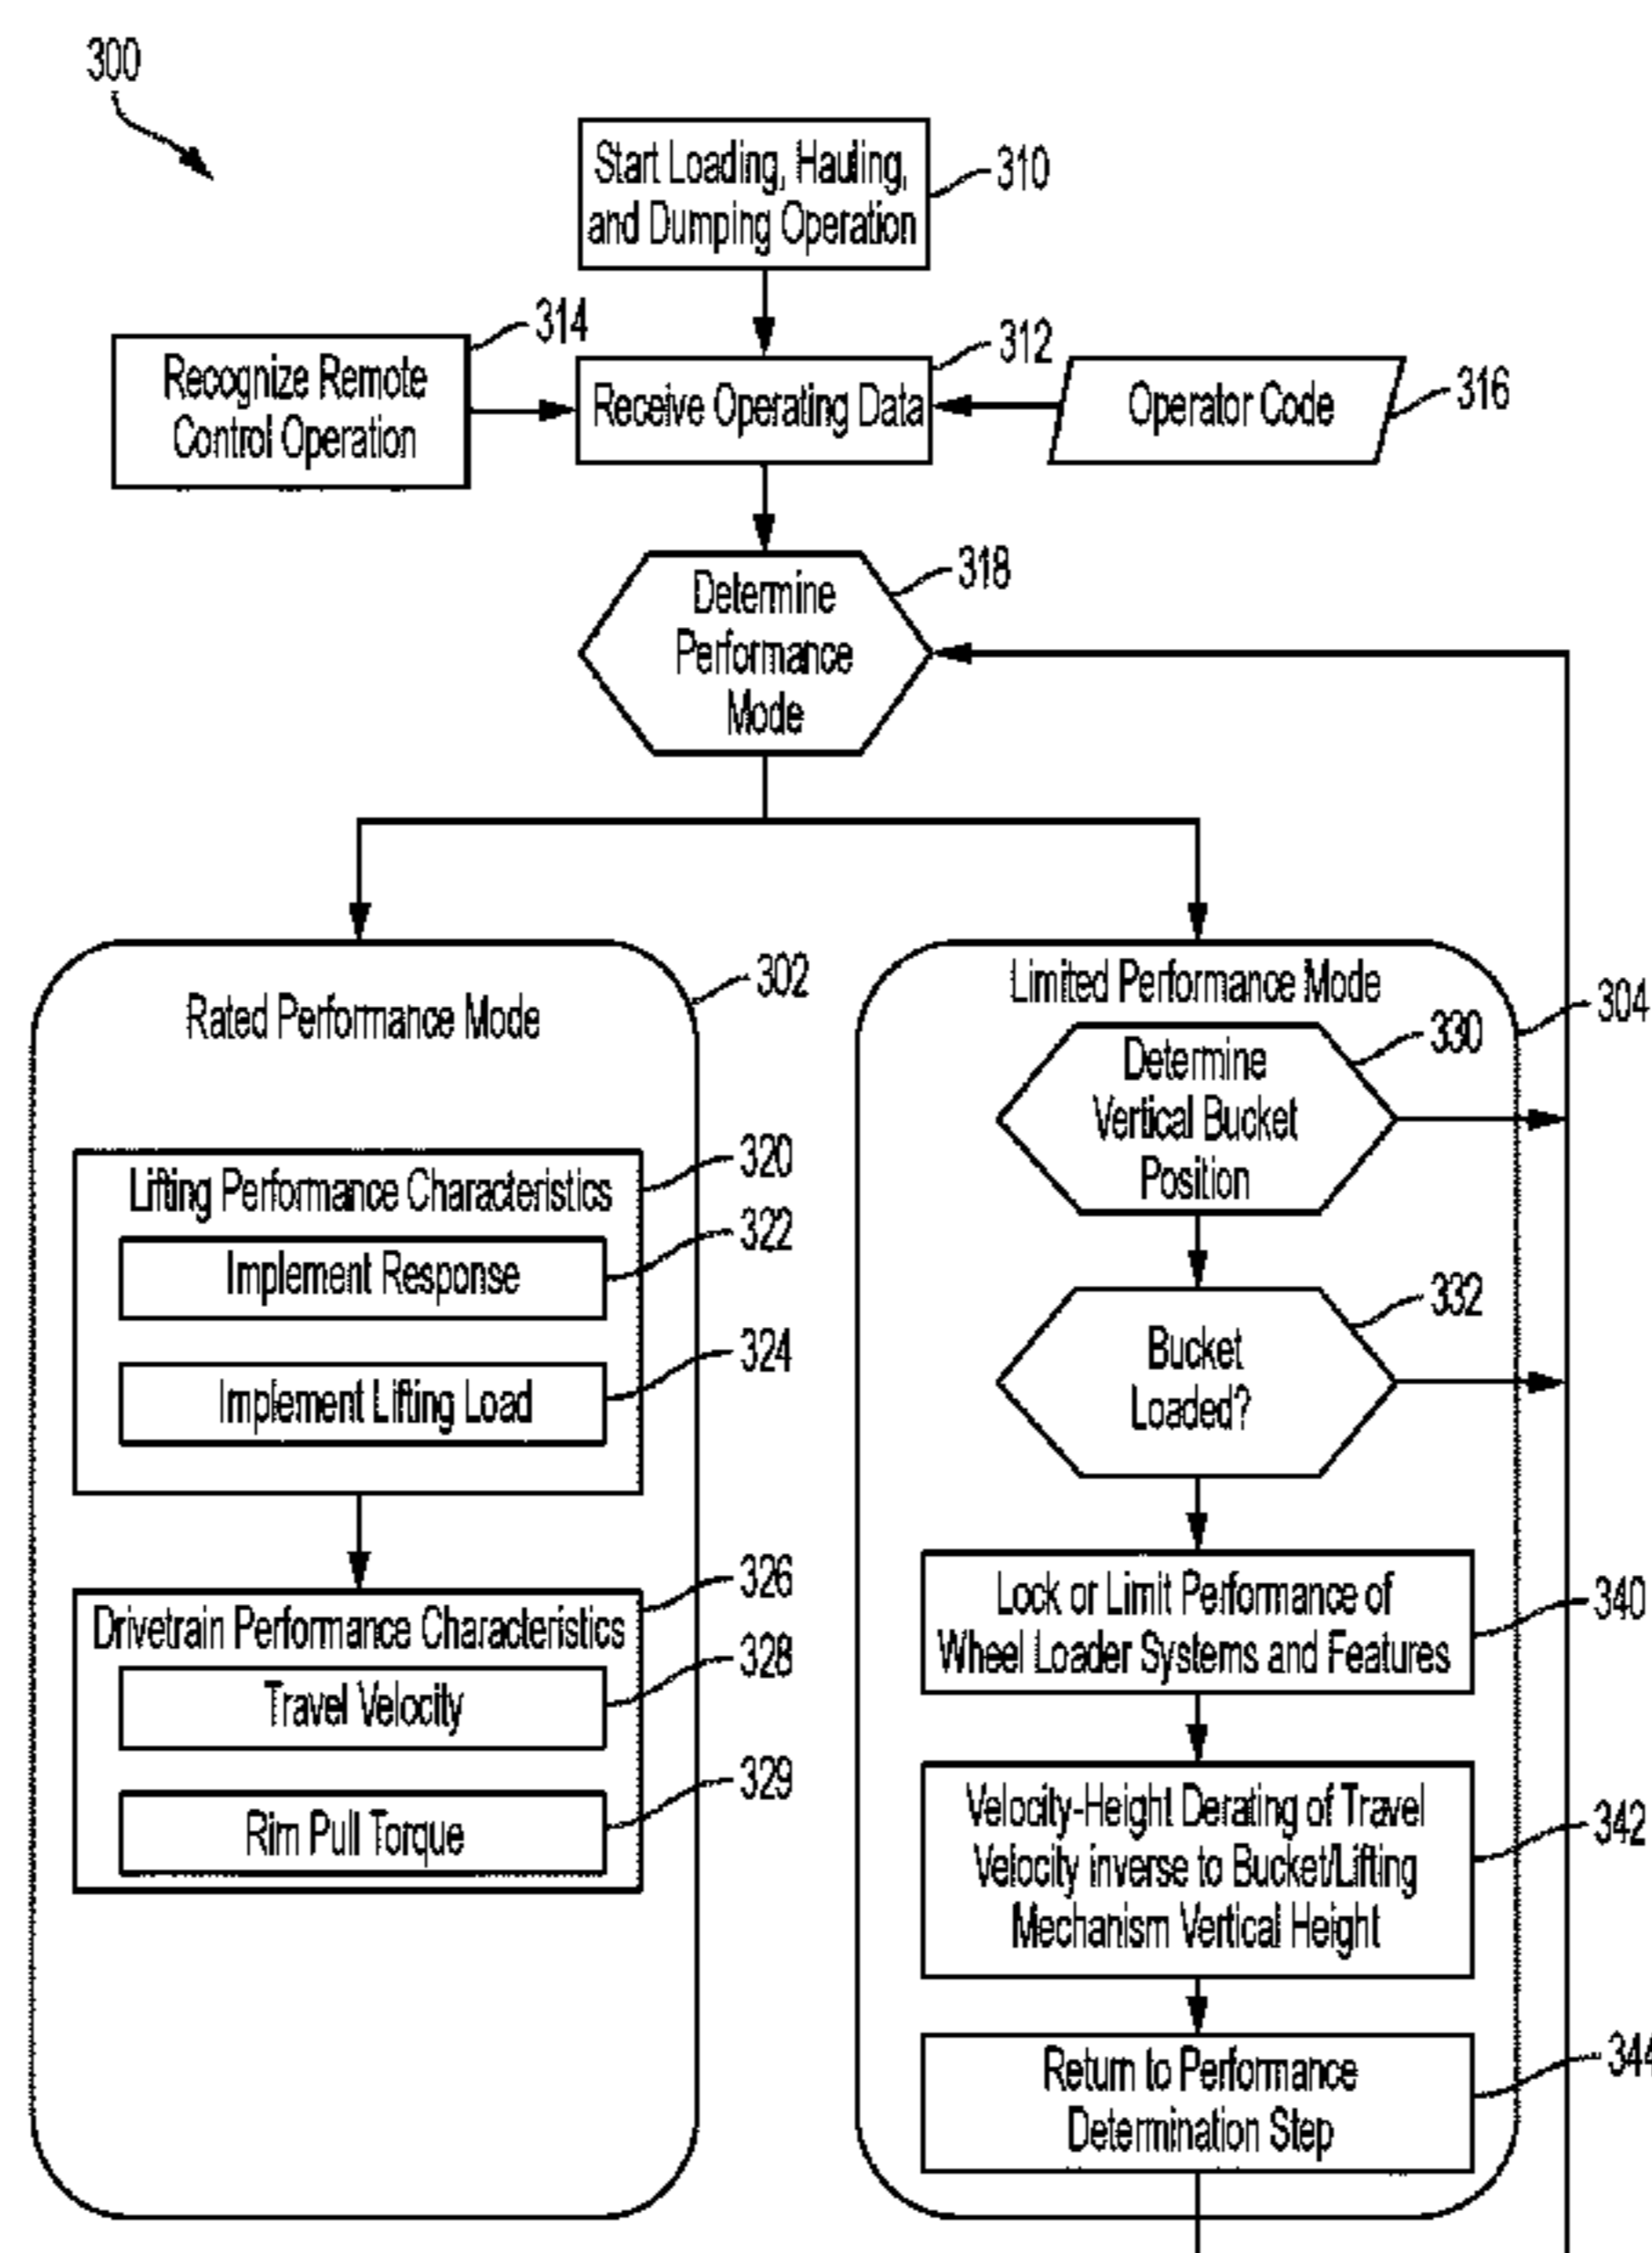 300
Start Loading, Hauling,
and Dumping Operation
310
314
Recognize Remote
Control Operation
312
Receive Operating Data
Operator Code
316
318
Determine
Performance
Mode
302
Rated Performance Mode
320
Lifting Performance Characteristics
322
Implement Response
324
Implement Lifting Load
326
Drivetrain Performance Characteristics
328
Travel Velocity
329
Rim Pull Torque
Limited Performance Mode
304
330
Determine
Vertical Bucket
Position
332
Bucket
Loaded?
Lock or Limit Performance of
Wheel Loader Systems and Features
340
Velocity-Height Derating of Travel
Velocity inverse to Bucket/Lifting
Mechanism Vertical Height
342
Return to Performance
Determination Step
344